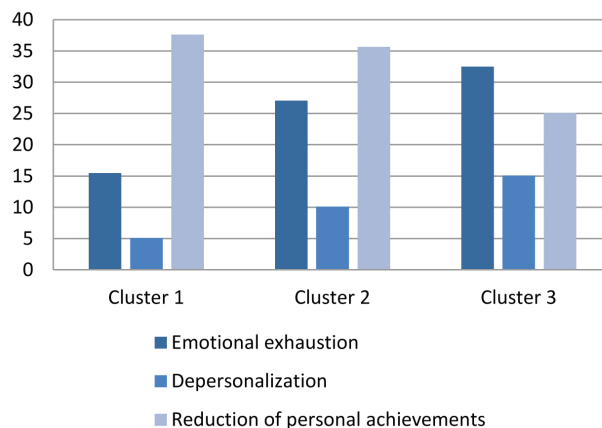 40
35
30
25
20
15
10
5
0
Cluster 1 Cluster 2 Cluster 3
Emotional exhaustion
Depersonalization
Reduction of personal achievements